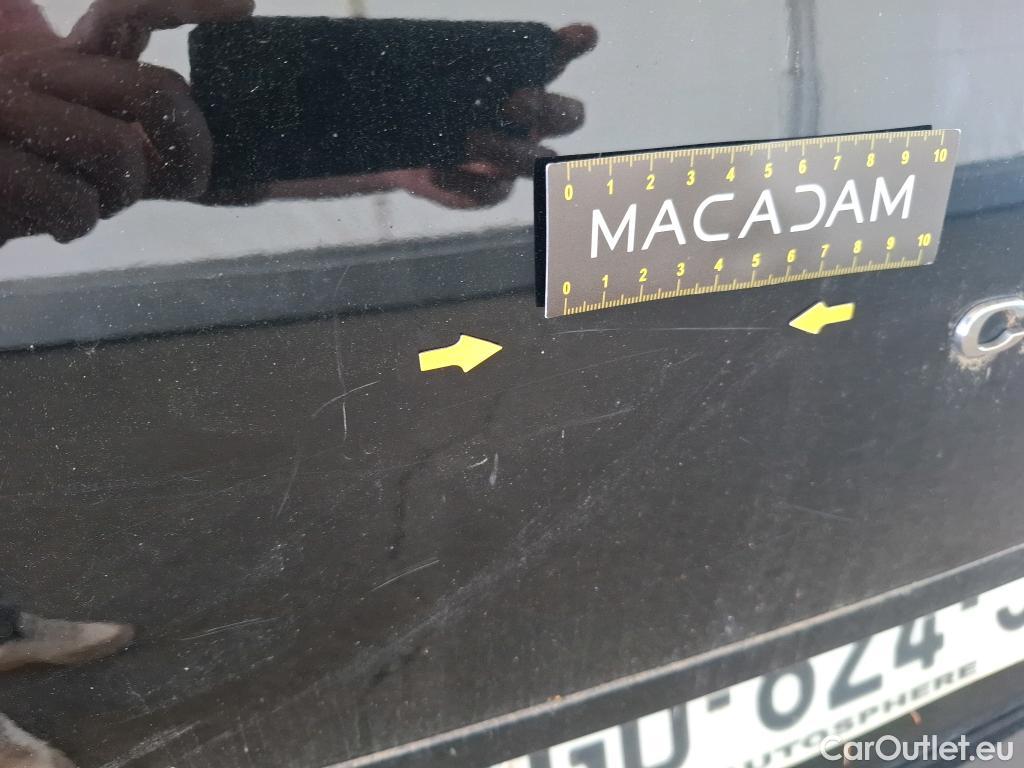 0 1 2 3 4 5 6 7 8 9 10
MACADAM
0 1 2 3 4 5 6 7 8 9 10
GD-624-J
AUTOSPHERE
CarOutlet.eu